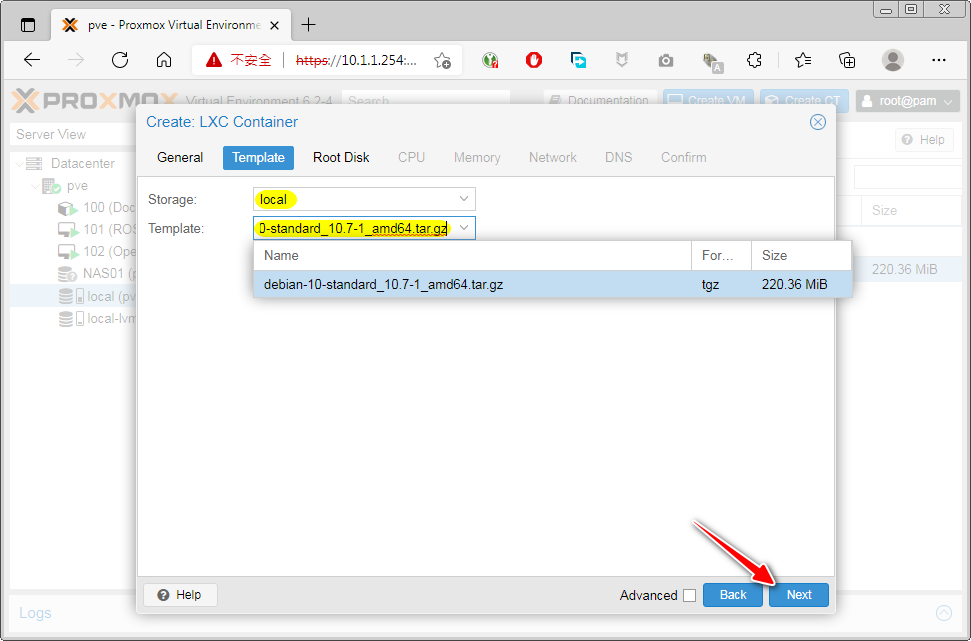 pve - Proxmox Virtual Environme
不安全 https://10.1.1.254:...
A
PROXMOX Virtual Environment 6.2-4 Search Documentation Create VM Create CT root@pam
Server View Help
Create: LXC Container
General Template Root Disk CPU Memory Network DNS Confirm
Datacenter
pve
100 (Doc
101 (ROS
102 (Ope
NAS01 (p
local (pv
local-lvm
Storage: local
Template: 0-standard_10.7-1_amd64.tar.gz
Name For... Size
debian-10-standard_10.7-1_amd64.tar.gz tgz 220.36 MiB
Size
220.36 MiB
Help Advanced Back Next
Logs